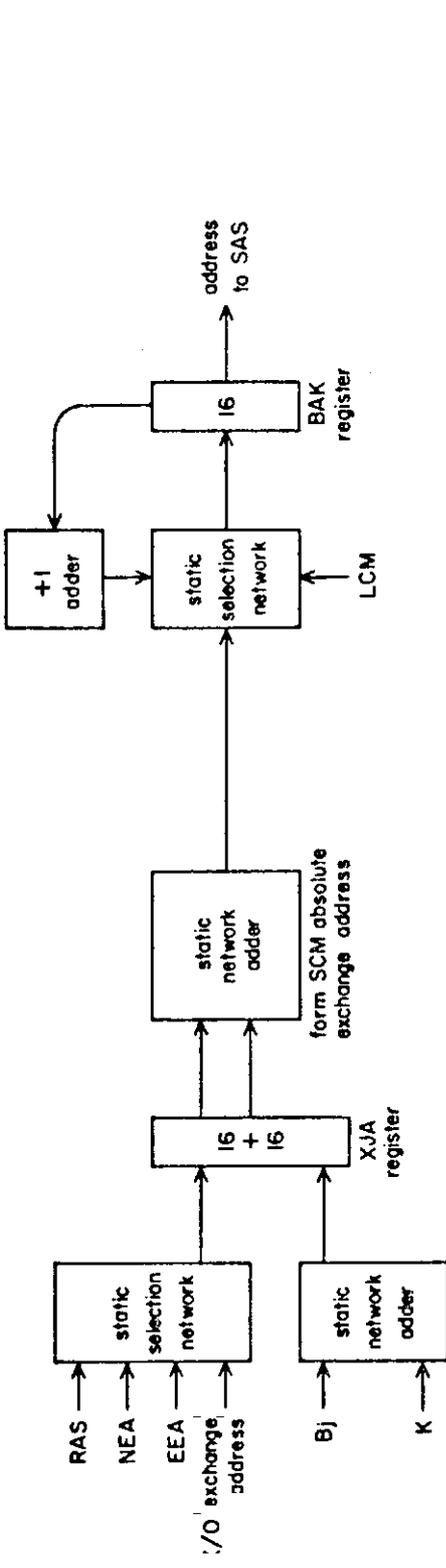 RAS
NEA
EEA
I/O exchange
address
static
selection
network
Bj
K
static
network
adder
16
+
16
XJA
register
static
network
adder
form SCM absolute
exchange address
+1
adder
static
selection
network
LCM
16
BAK
register
address
to SAS